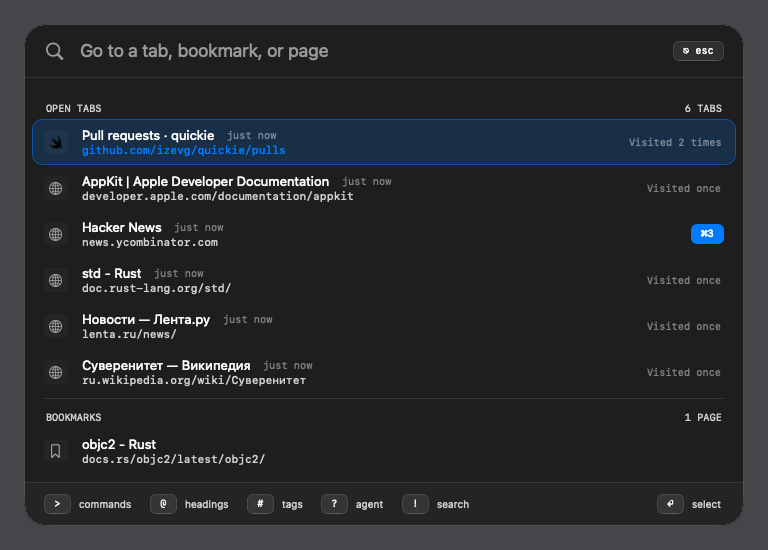 Go to a tab, bookmark, or page
esc
OPEN TABS 6 TABS
Pull requests · quickie just now
github.com/izevg/quickie/pulls
Visited 2 times
AppKit | Apple Developer Documentation just now
developer.apple.com/documentation/appkit
Visited once
Hacker News just now
news.ycombinator.com
⌘3
std - Rust just now
doc.rust-lang.org/std/
Visited once
Новости — Лента.ру just now
lenta.ru/news/
Visited once
Суверенитет — Википедия just now
ru.wikipedia.org/wiki/Суверенитет
Visited once
BOOKMARKS 1 PAGE
objc2 - Rust
docs.rs/objc2/latest/objc2/
> commands @ headings # tags ? agent ! search select